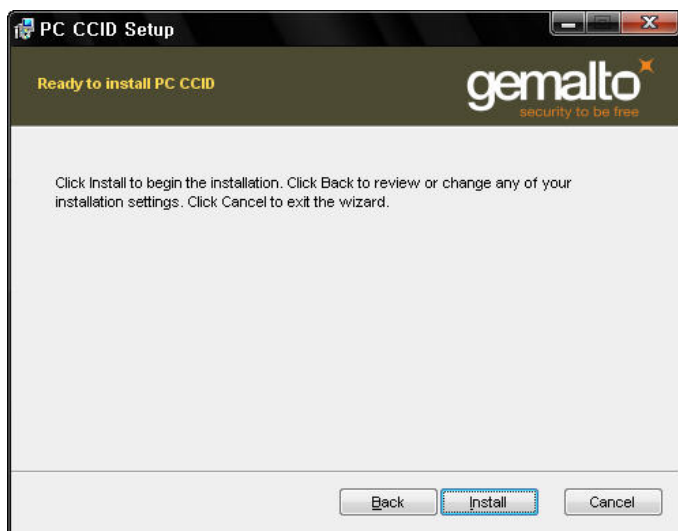 PC CCID Setup
Ready to install PC CCID
gemalto
security to be free
Click Install to begin the installation. Click Back to review or change any of your
installation settings. Click Cancel to exit the wizard.
Back
Install
Cancel